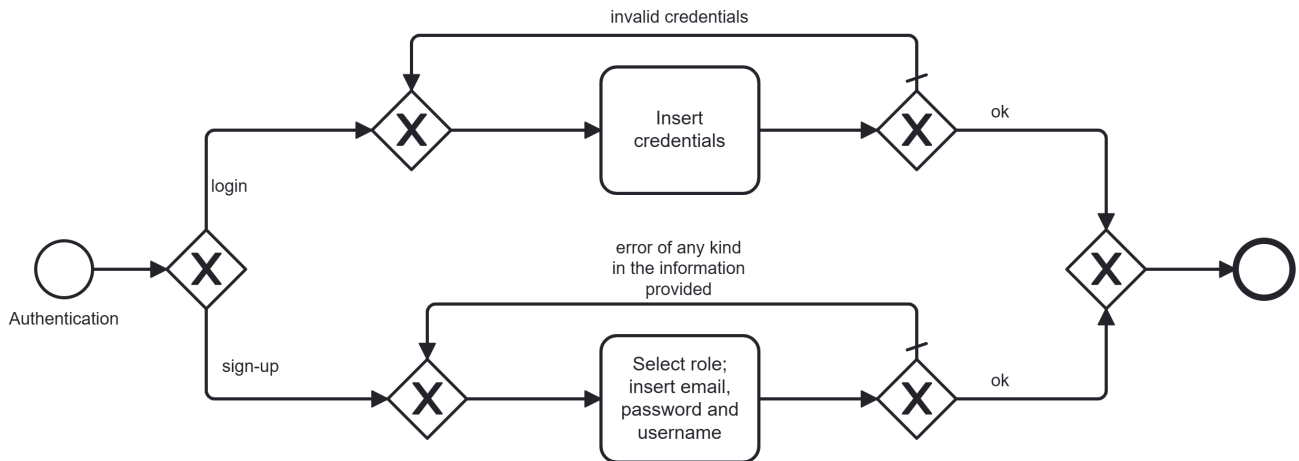 invalid credentials
Insert
credentials
ok
login
Authentication
error of any kind
in the information
provided
sign-up
Select role;
insert email,
password and
username
ok